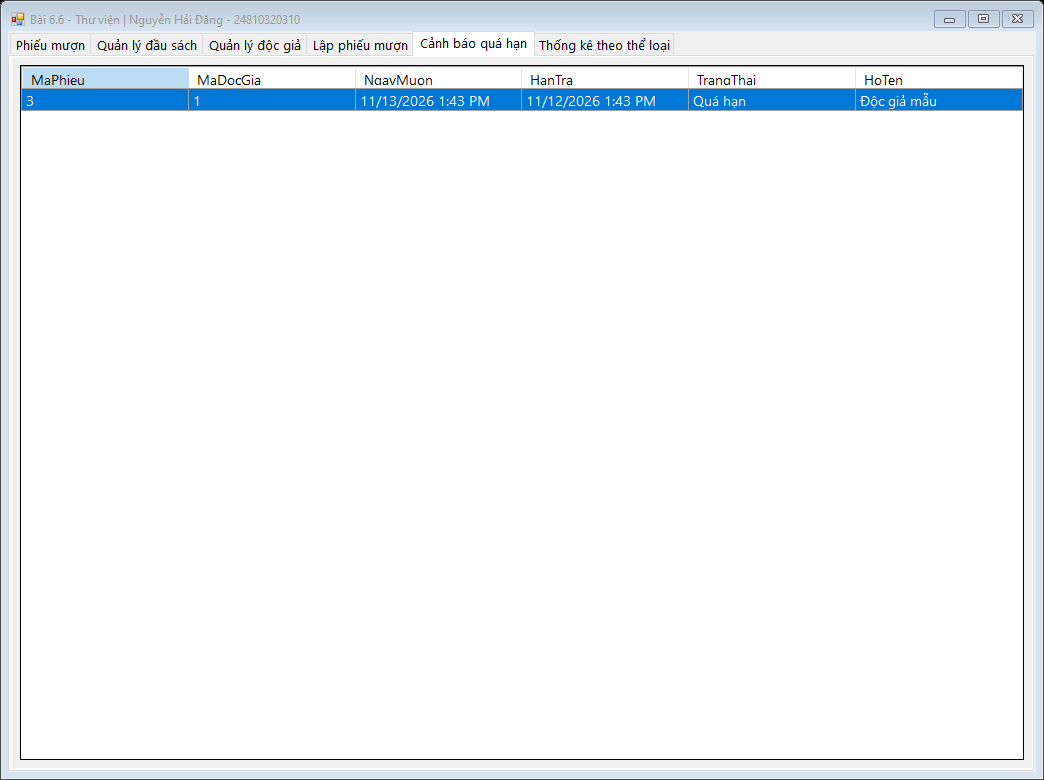 Bài 6.6 - Thư viện | Nguyễn Hải Đăng - 24810320310
Phiếu mượn Quản lý đầu sách Quản lý độc giả Lập phiếu mượn Cảnh báo quá hạn Thống kê theo thể loại
MaPhieu MaDocGia NgayMuon HanTra TrangThai HoTen
3 1 11/13/2026 1:43 PM 11/12/2026 1:43 PM Quá hạn Độc giả mẫu